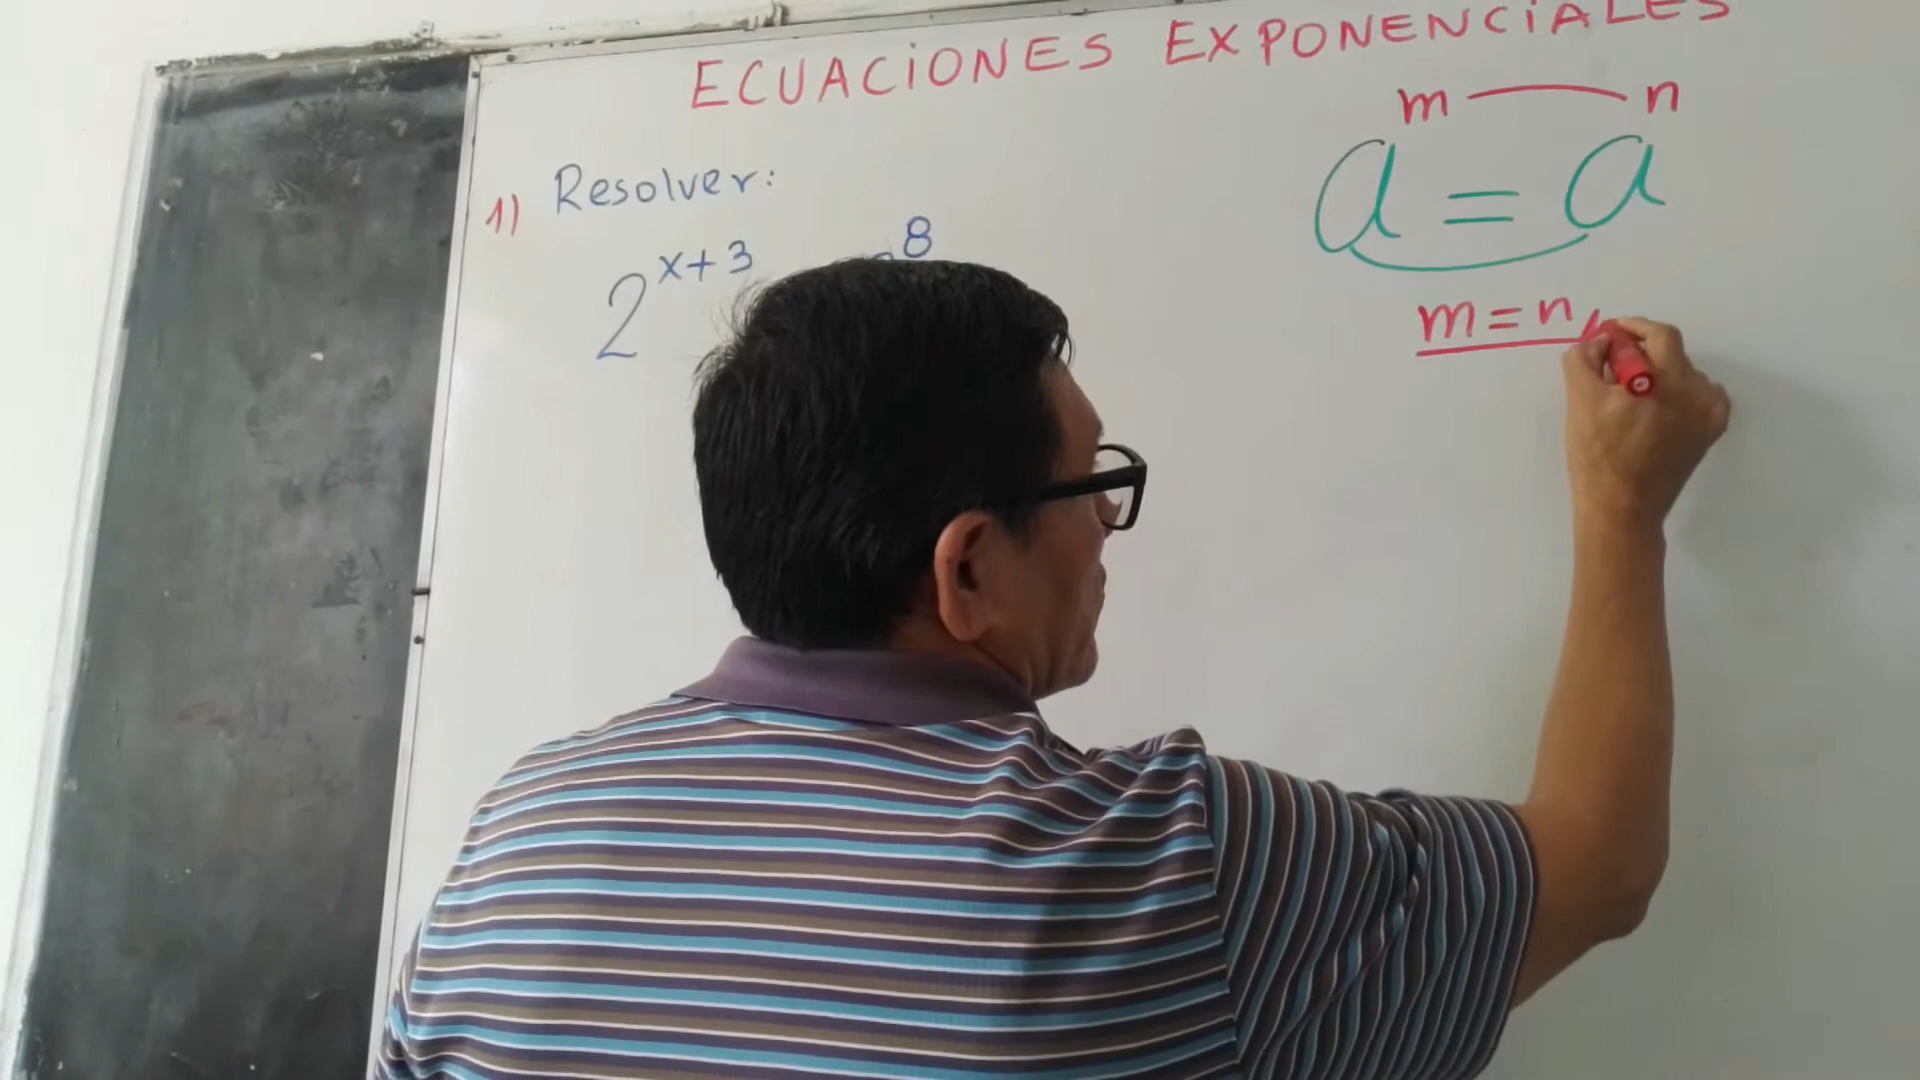 ECUACIONES EXPONENCIALES
1) Resolver:
2^x+3 8
a^m = a^n
m = n